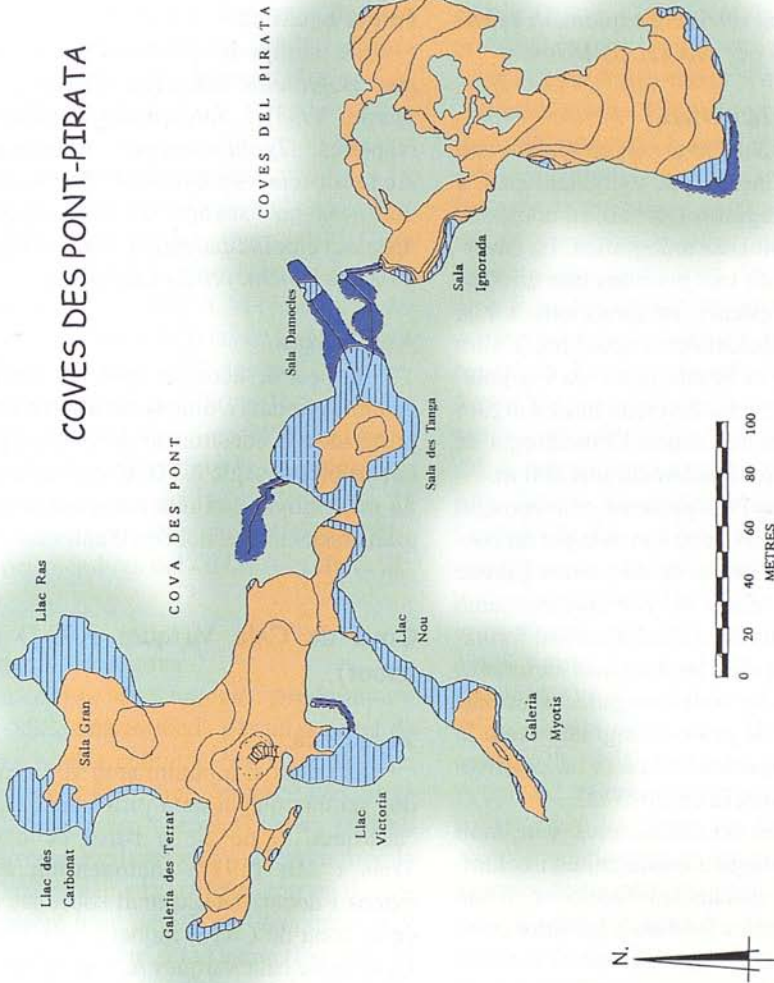 COVES DES PONT-PIRATA
COVES DEL PIRATA
COVA DES PONT
Llac Ras
Sala Gran
Llac des
Carbonat
Galeria des Terrat
Llac
Victoria
Llac
Nou
Galeria
Myotis
Sala Damocles
Sala des Tanga
Sala
Ignorada
0 20 40 60 80 100
METRES
N.